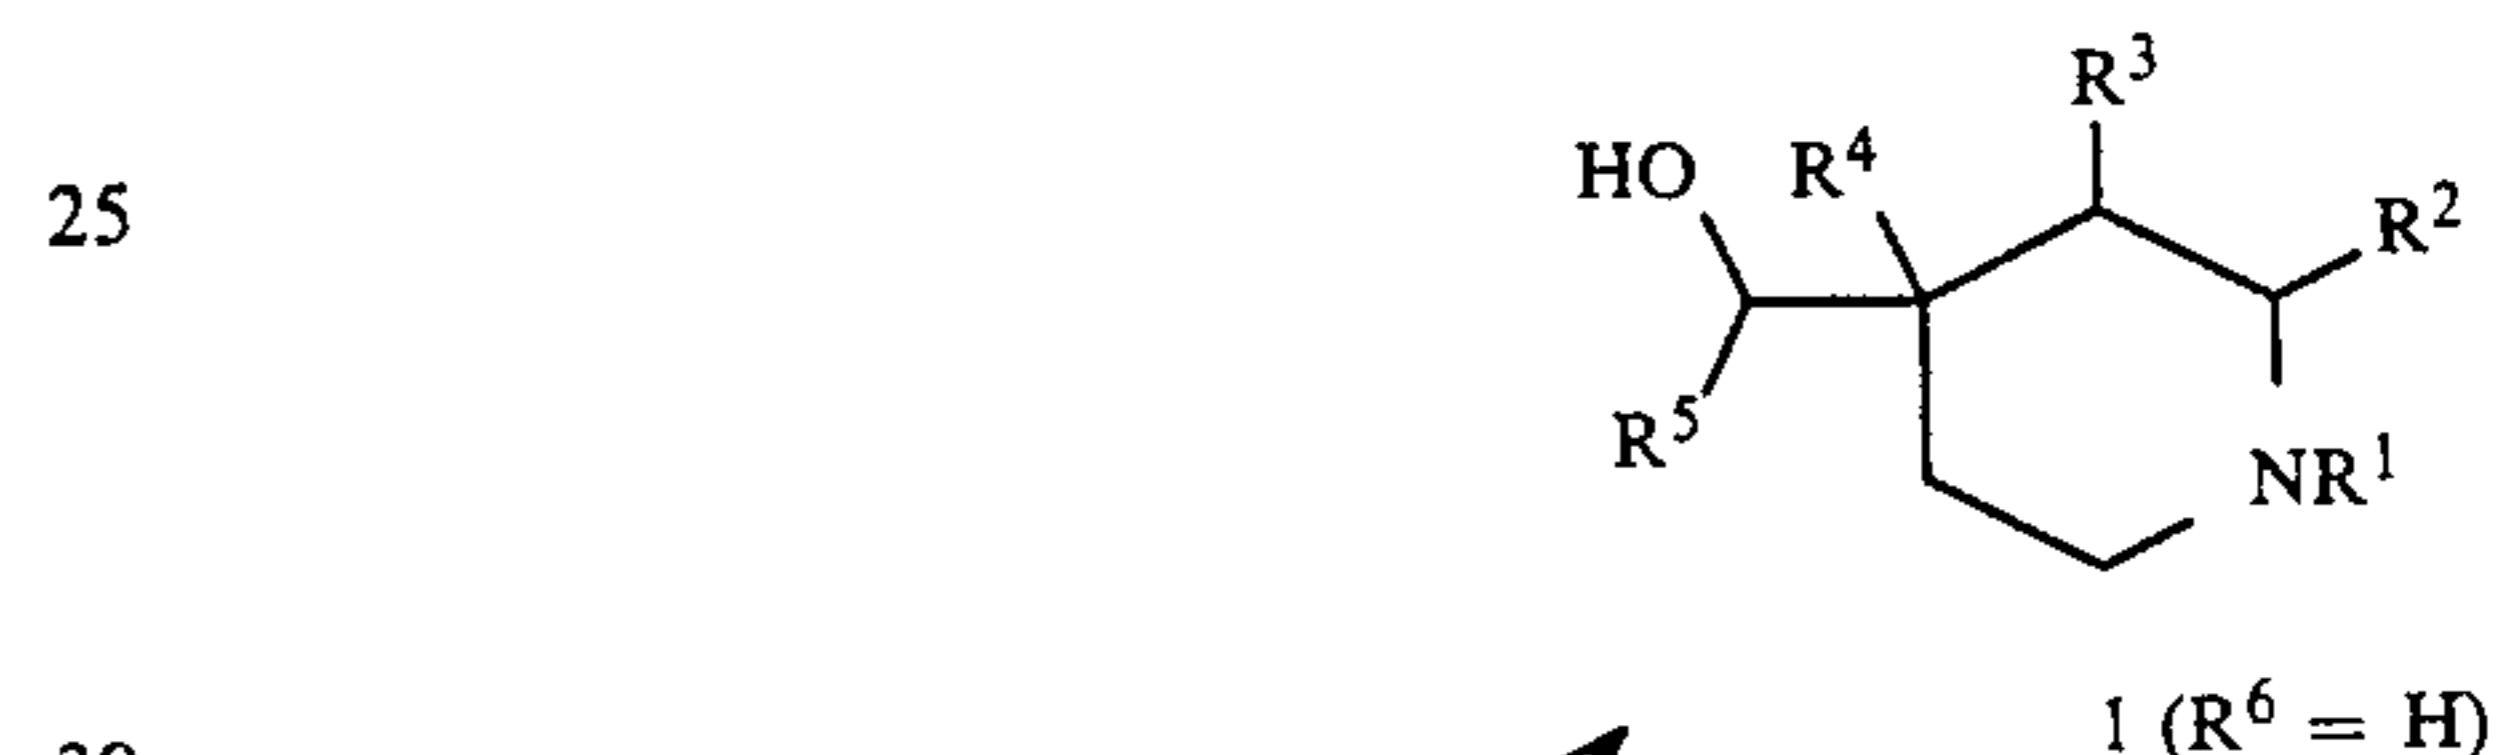 R³
HO R⁴
25 R²
R⁵
NR¹
1 (R⁶ = H)